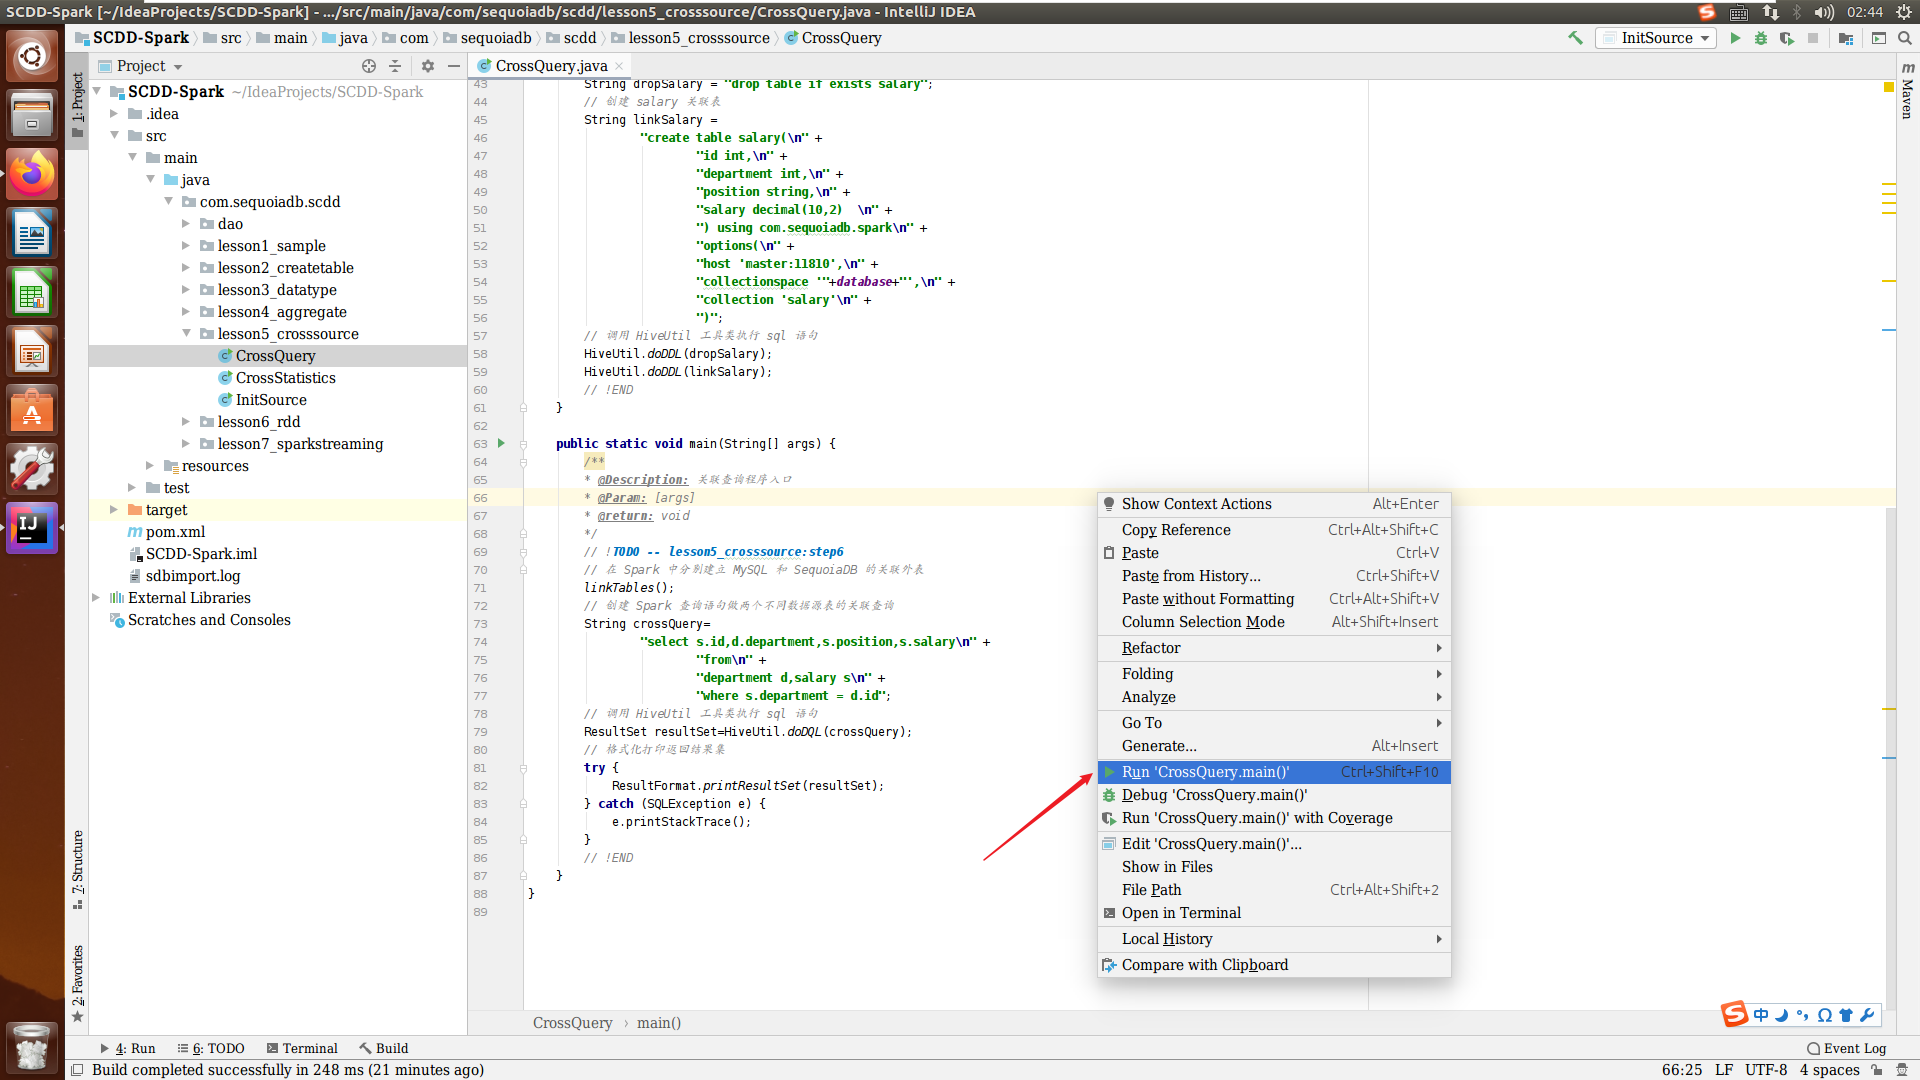 SCDD-Spark [~/IdeaProjects/SCDD-Spark] - .../src/main/java/com/sequoiadb/scdd/lesson5_crosssource/CrossQuery.java - IntelliJ IDEA
02:44
SCDD-Spark
src
main
java
com
sequoiadb
scdd
lesson5_crosssource
CrossQuery
InitSource
Project
CrossQuery.java
1: Project
m Maven
SCDD-Spark ~/IdeaProjects/SCDD-Spark
.idea
src
main
java
com.sequoiadb.scdd
dao
lesson1_sample
lesson2_createtable
lesson3_datatype
lesson4_aggregate
lesson5_crosssource
CrossQuery
CrossStatistics
InitSource
lesson6_rdd
lesson7_sparkstreaming
resources
test
target
m pom.xml
SCDD-Spark.iml
sdbimport.log
External Libraries
Scratches and Consoles
7: Structure
2: Favorites
43 String dropSalary = "drop table if exists salary";
44 // 创建 salary 关联表
45 String linkSalary =
46 "create table salary(\n" +
47 "id int,\n" +
48 "department int,\n" +
49 "position string,\n" +
50 "salary decimal(10,2)  \n" +
51 ") using com.sequoiadb.spark\n" +
52 "options(\n" +
53 "host 'master:11810',\n" +
54 "collectionspace '"+database+"',\n" +
55 "collection 'salary'\n" +
56 ")";
57 // 调用 HiveUtil 工具类执行 sql 语句
58 HiveUtil.doDDL(dropSalary);
59 HiveUtil.doDDL(linkSalary);
60 // !END
61 }
62
63 public static void main(String[] args) {
64 /**
65 * @Description: 关联查询程序入口
66 * @Param: [args]
67 * @return: void
68 */
69 // !TODO -- lesson5_crosssource:step6
70 // 在 Spark 中分别建立 MySQL 和 SequoiaDB 的关联外表
71 linkTables();
72 // 创建 Spark 查询语句做两个不同数据源表的关联查询
73 String crossQuery=
74 "select s.id,d.department,s.position,s.salary\n" +
75 "from\n" +
76 "department d,salary s\n" +
77 "where s.department = d.id";
78 // 调用 HiveUtil 工具类执行 sql 语句
79 ResultSet resultSet=HiveUtil.doDQL(crossQuery);
80 // 格式化打印返回结果集
81 try {
82 ResultFormat.printResultSet(resultSet);
83 } catch (SQLException e) {
84 e.printStackTrace();
85 }
86 // !END
87 }
88 }
89
Show Context Actions Alt+Enter
Copy Reference Ctrl+Alt+Shift+C
Paste Ctrl+V
Paste from History... Ctrl+Shift+V
Paste without Formatting Ctrl+Alt+Shift+V
Column Selection Mode Alt+Shift+Insert
Refactor
Folding
Analyze
Go To
Generate... Alt+Insert
Run 'CrossQuery.main()' Ctrl+Shift+F10
Debug 'CrossQuery.main()'
Run 'CrossQuery.main()' with Coverage
Edit 'CrossQuery.main()'...
Show in Files
File Path Ctrl+Alt+Shift+2
Open in Terminal
Local History
Compare with Clipboard
S 中
CrossQuery › main()
4: Run
6: TODO
Terminal
Build
Event Log
Build completed successfully in 248 ms (21 minutes ago)
66:25 LF UTF-8 4 spaces